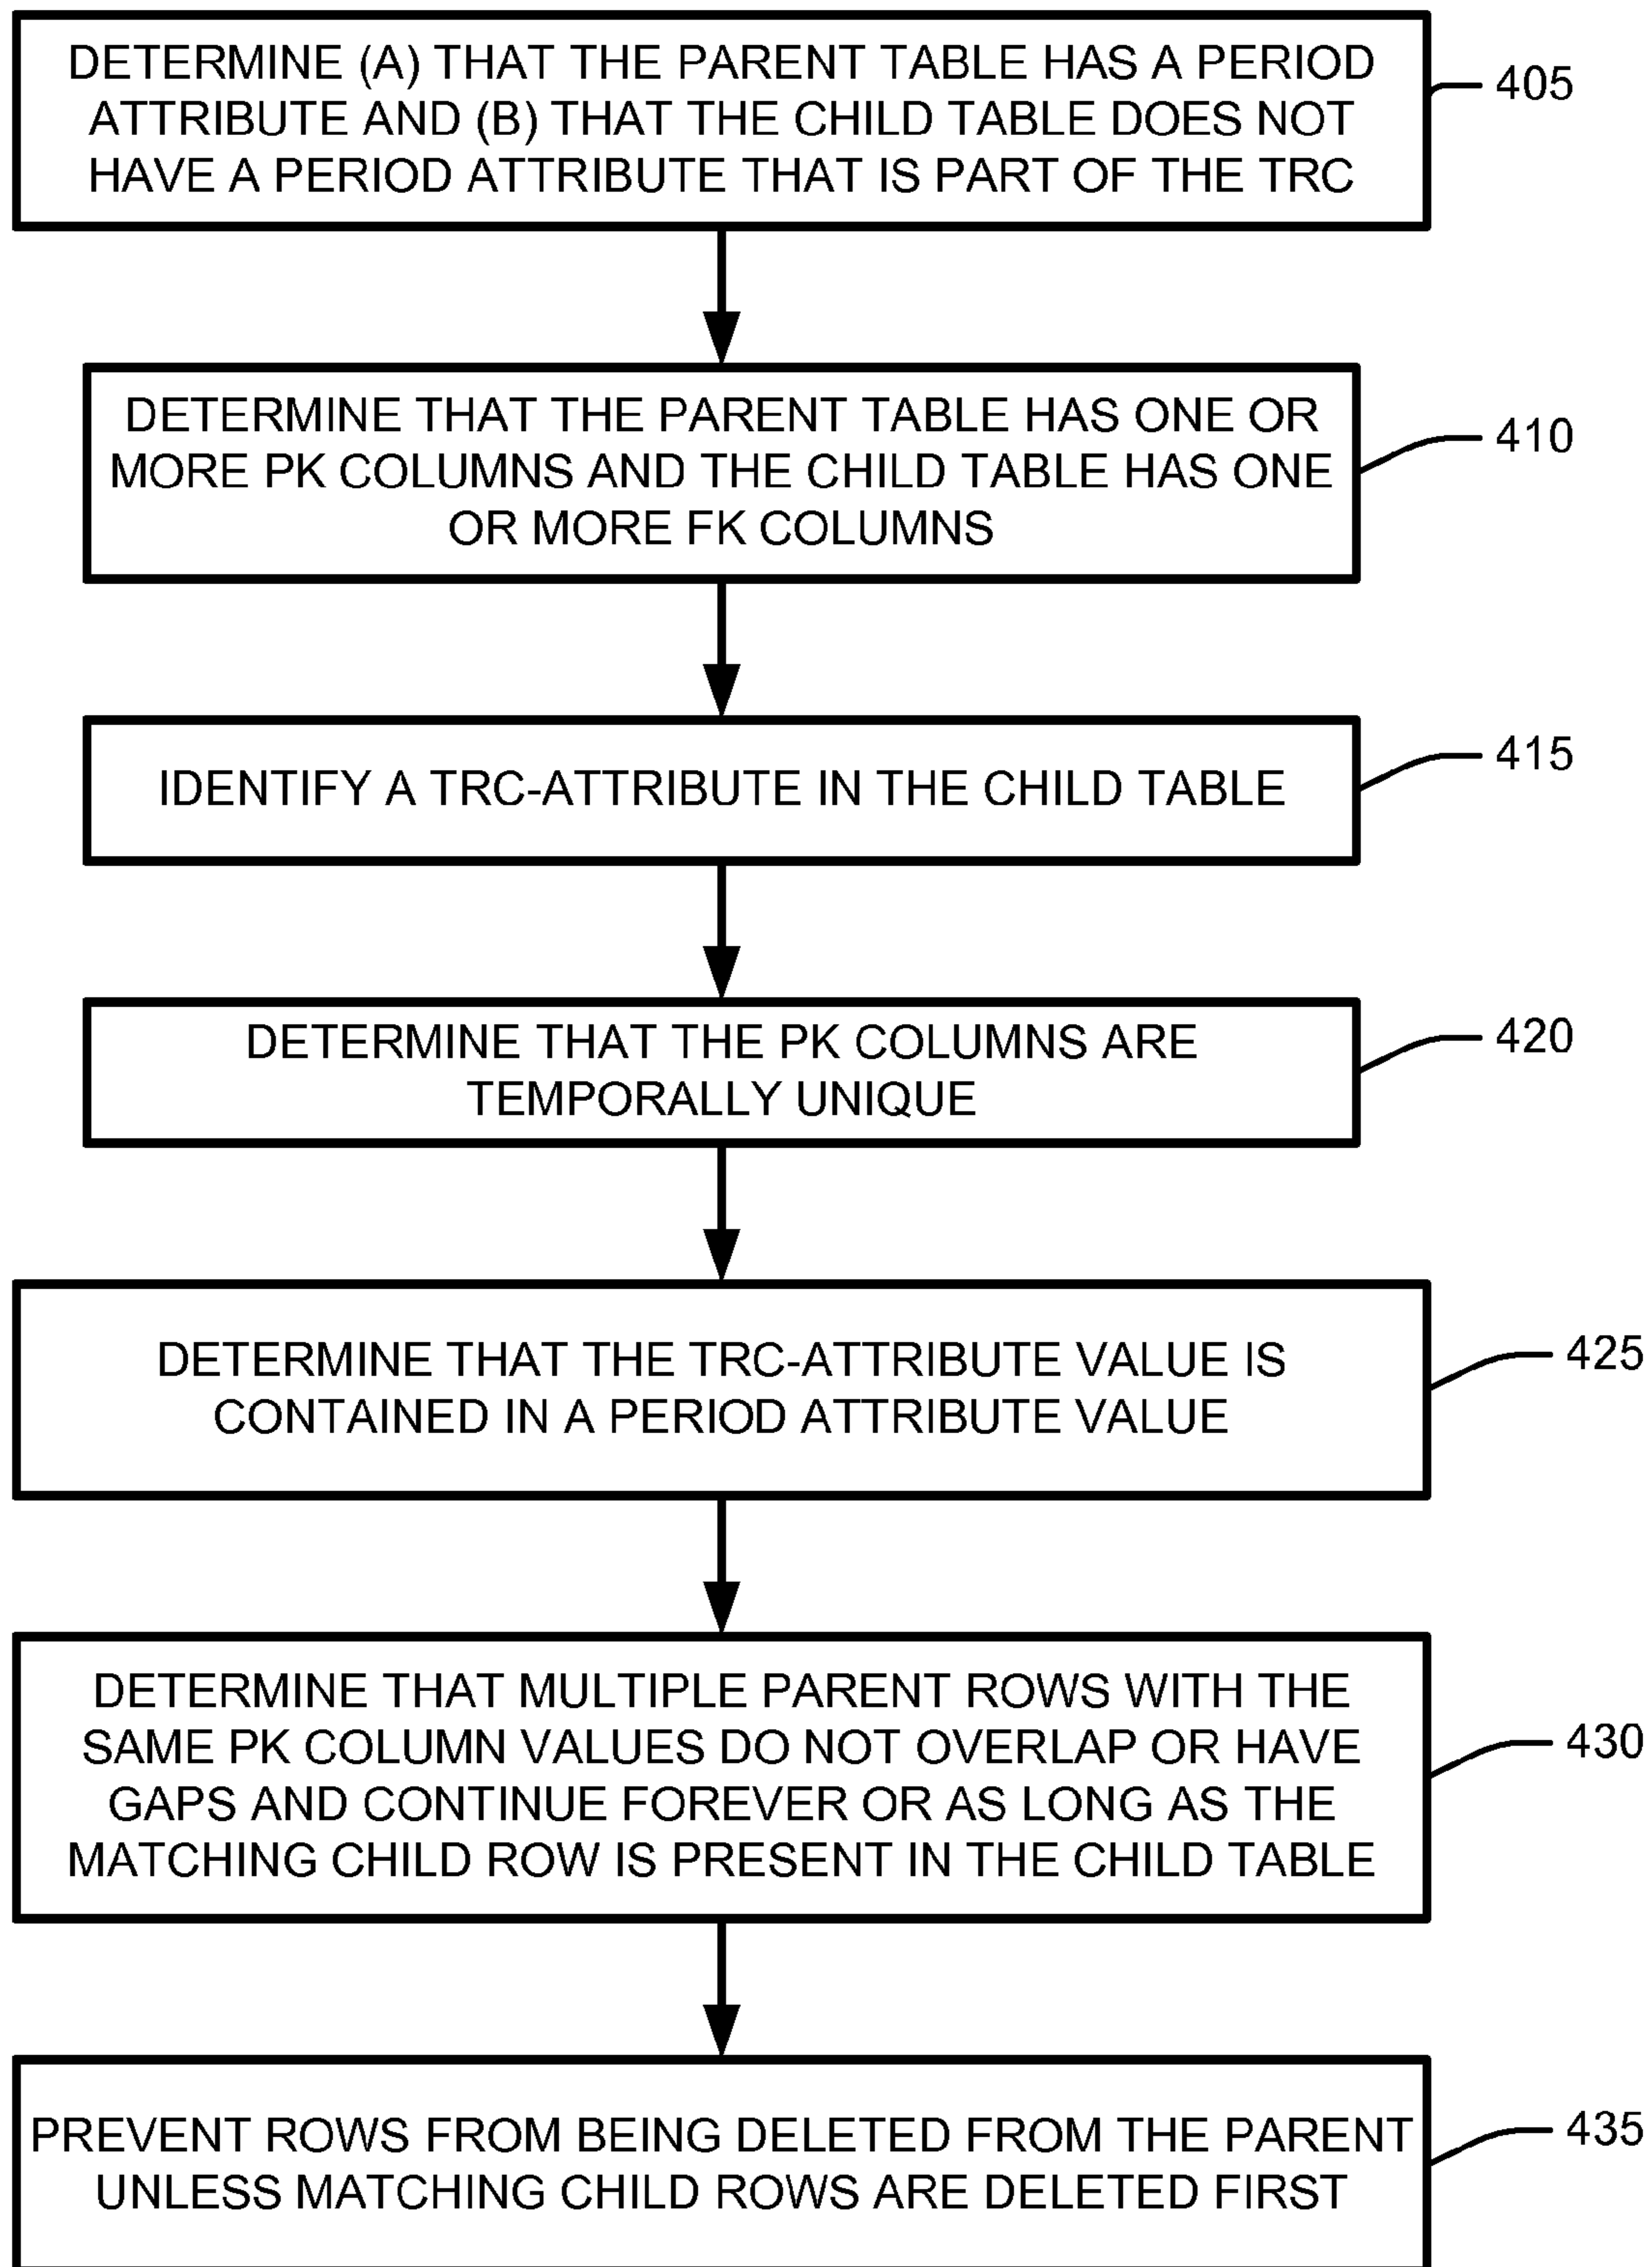 DETERMINE (A) THAT THE PARENT TABLE HAS A PERIOD
ATTRIBUTE AND (B) THAT THE CHILD TABLE DOES NOT
HAVE A PERIOD ATTRIBUTE THAT IS PART OF THE TRC
405
DETERMINE THAT THE PARENT TABLE HAS ONE OR
MORE PK COLUMNS AND THE CHILD TABLE HAS ONE
OR MORE FK COLUMNS
410
IDENTIFY A TRC-ATTRIBUTE IN THE CHILD TABLE
415
DETERMINE THAT THE PK COLUMNS ARE
TEMPORALLY UNIQUE
420
DETERMINE THAT THE TRC-ATTRIBUTE VALUE IS
CONTAINED IN A PERIOD ATTRIBUTE VALUE
425
DETERMINE THAT MULTIPLE PARENT ROWS WITH THE
SAME PK COLUMN VALUES DO NOT OVERLAP OR HAVE
GAPS AND CONTINUE FOREVER OR AS LONG AS THE
MATCHING CHILD ROW IS PRESENT IN THE CHILD TABLE
430
PREVENT ROWS FROM BEING DELETED FROM THE PARENT
UNLESS MATCHING CHILD ROWS ARE DELETED FIRST
435